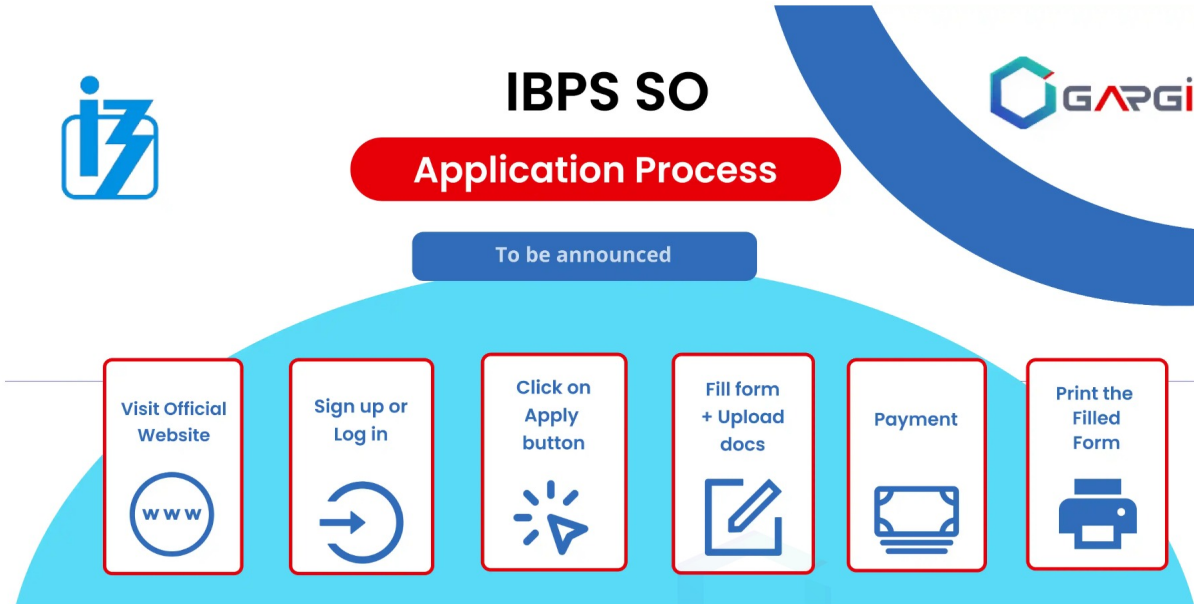 IBPS SO
GARGI
Application Process
To be announced
Visit Official
Website
www
Sign up or
Log in
Click on
Apply
button
Fill form
+ Upload
docs
Payment
Print the
Filled
Form